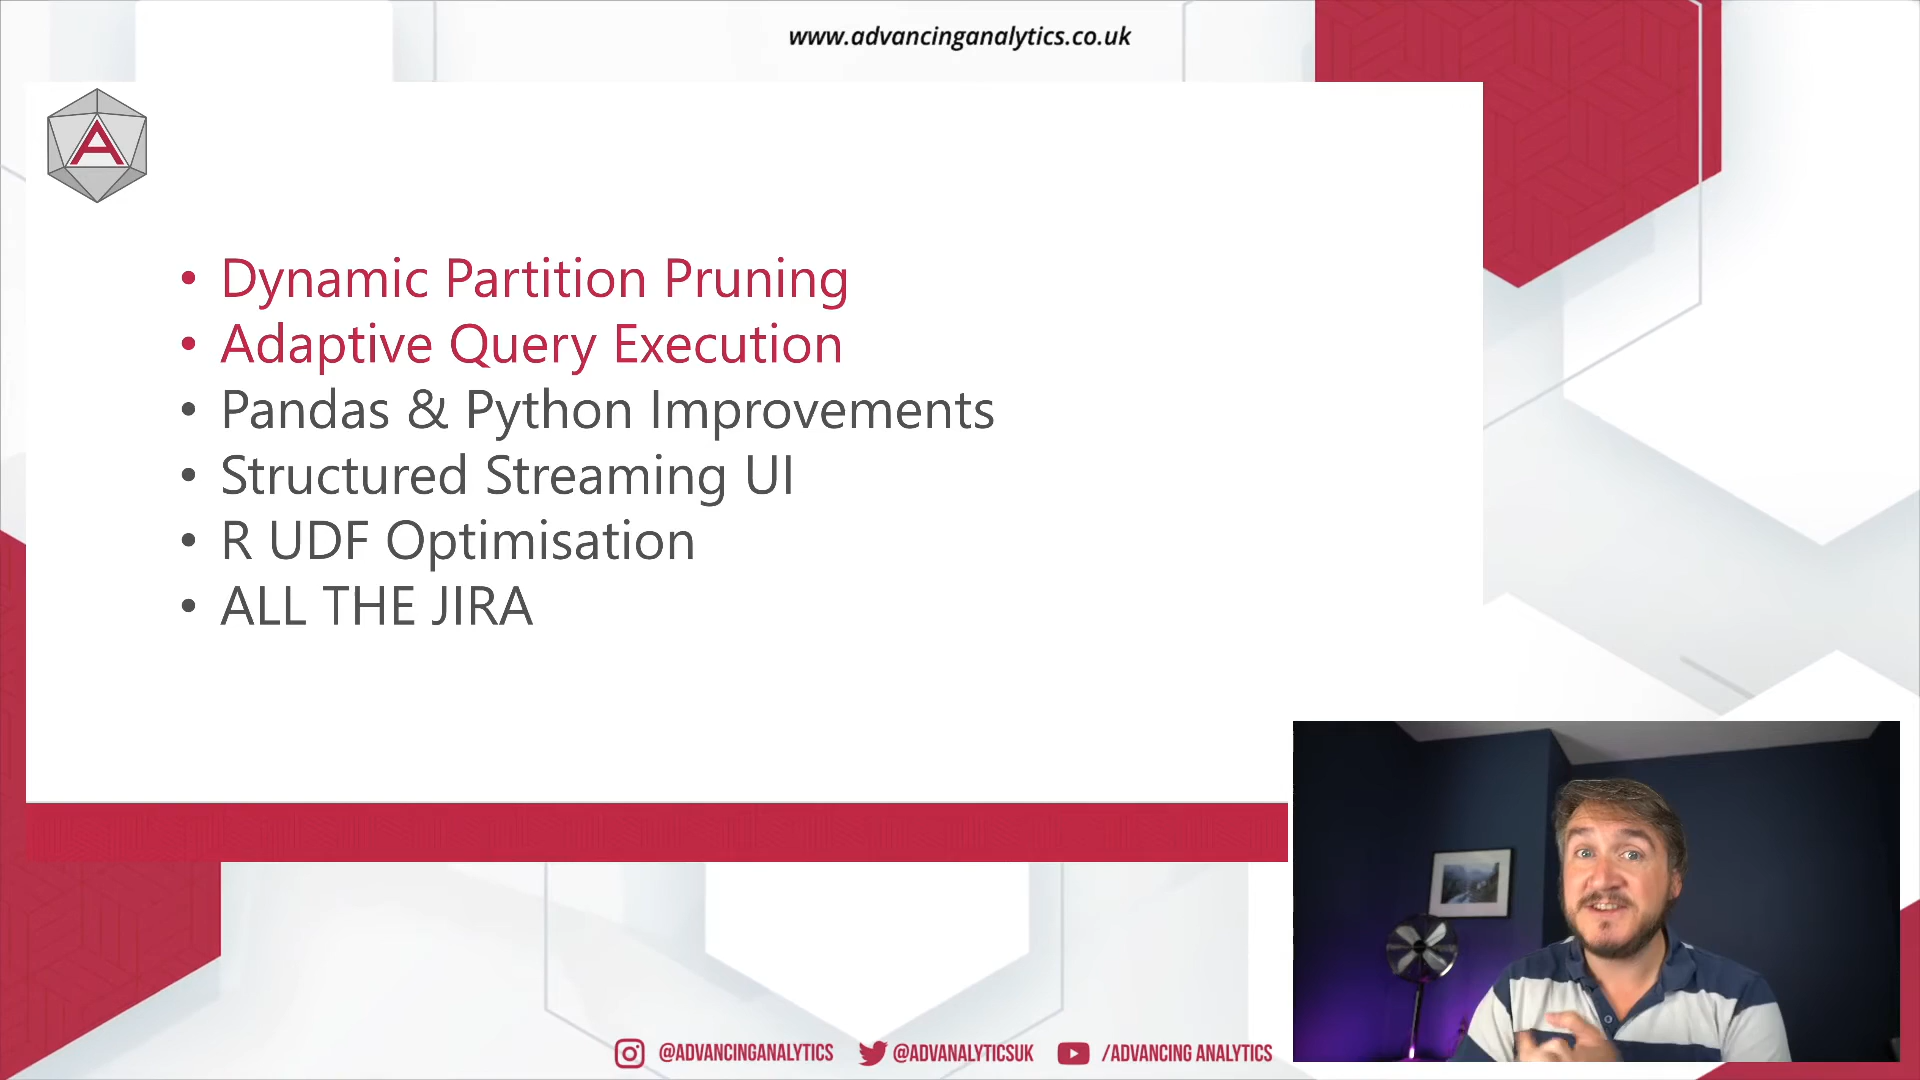 www.advancinganalytics.co.uk
A
• Dynamic Partition Pruning
• Adaptive Query Execution
• Pandas & Python Improvements
• Structured Streaming UI
• R UDF Optimisation
• ALL THE JIRA
@ADVANCINGANALYTICS @ADVANALYTICSUK /ADVANCING ANALYTICS